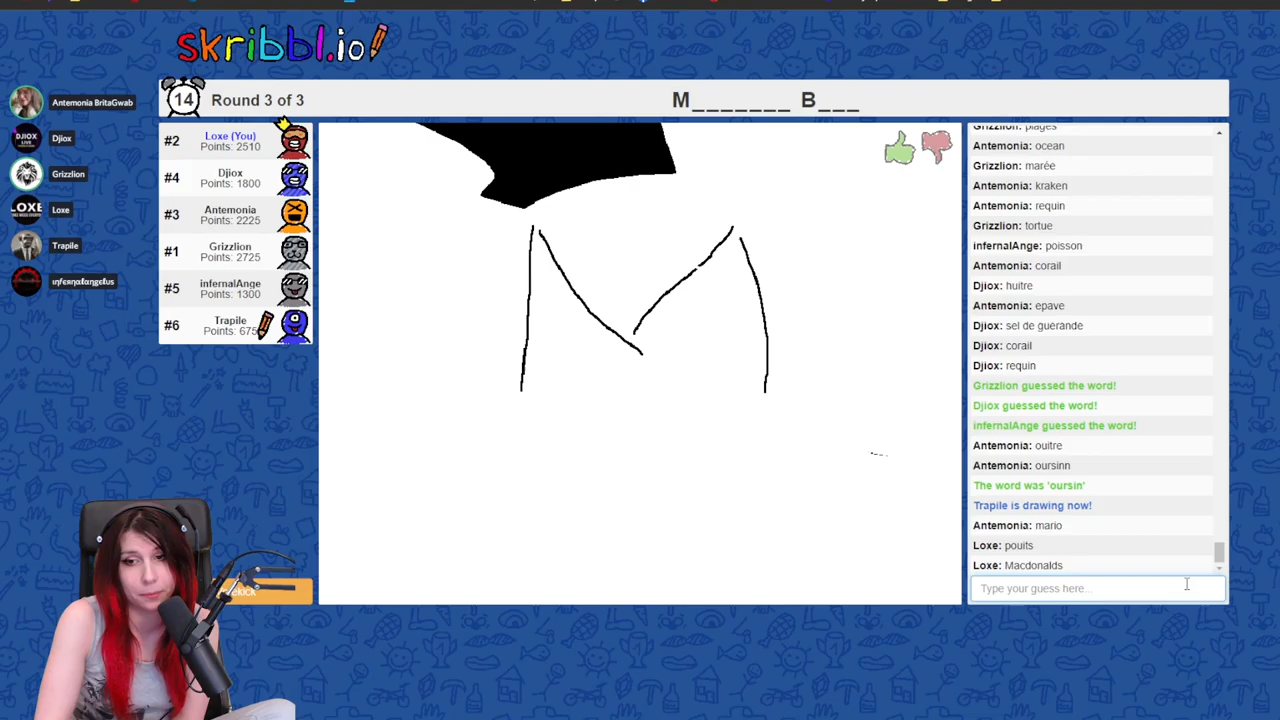 skribbl.io
14
Round 3 of 3
M_______ B___
Antemonia BritaGwab
Djiox
Grizzlion
Loxe
Trapile
#2
Loxe (You)
Points: 2510
#4
Djiox
Points: 1800
#3
Antemonia
Points: 2225
#1
Grizzlion
Points: 2725
#5
infernalAnge
Points: 1300
#6
Trapile
Points: 675
Grizzlion: plages
Antemonia: ocean
Grizzlion: marée
Antemonia: kraken
Antemonia: requin
Grizzlion: tortue
infernalAnge: poisson
Antemonia: corail
Djiox: huitre
Antemonia: epave
Djiox: sel de guerande
Djiox: corail
Djiox: requin
Grizzlion guessed the word!
Djiox guessed the word!
infernalAnge guessed the word!
Antemonia: ouitre
Antemonia: oursinn
The word was 'oursin'
Trapile is drawing now!
Antemonia: mario
Loxe: pouits
Loxe: Macdonalds
Type your guess here...